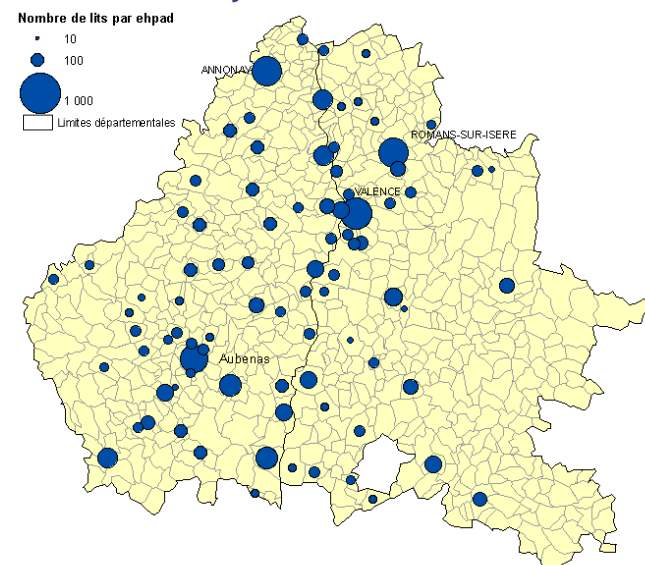 Nombre de lits par ehpad
10
100
1 000
Limites départementales
ANNONAY
ROMANS-SUR-ISERE
VALENCE
Aubenas